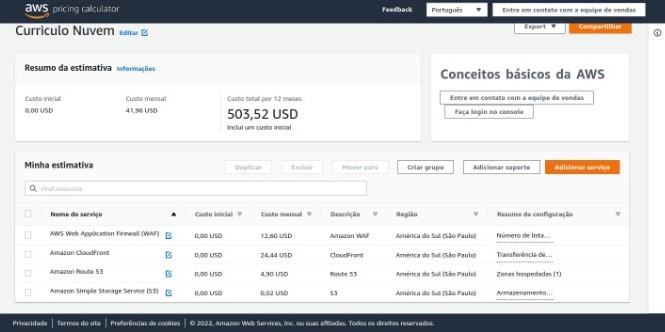 aws pricing calculator
Feedback
Português
Entre em contato com a equipe de vendas
Curriculo Nuvem Editar
Export
Compartilhar
Resumo da estimativa Informações
Custo inicial
0,00 USD
Custo mensal
41,96 USD
Custo total por 12 meses
503,52 USD
Inclui um custo inicial
Conceitos básicos da AWS
Entre em contato com a equipe de vendas
Faça login no console
Minha estimativa
Duplicar
Excluir
Mover para
Criar grupo
Adicionar suporte
Adicionar serviço
Find resources
Nome do serviço Custo inicial Custo mensal Descrição Região Resumo da configuração
AWS Web Application Firewall (WAF) 0,00 USD 12,60 USD Amazon WAF América do Sul (São Paulo) Número de lista...
Amazon CloudFront 0,00 USD 24,44 USD CloudFront América do Sul (São Paulo) Transferência de...
Amazon Route 53 0,00 USD 4,90 USD Route 53 América do Sul (São Paulo) Zonas hospedadas (1)
Amazon Simple Storage Service (S3) 0,00 USD 0,02 USD S3 América do Sul (São Paulo) Armazenamento...
Privacidade | Termos do site | Preferências de cookies | © 2022, Amazon Web Services, Inc. ou suas afiliadas. Todos os direitos reservados.